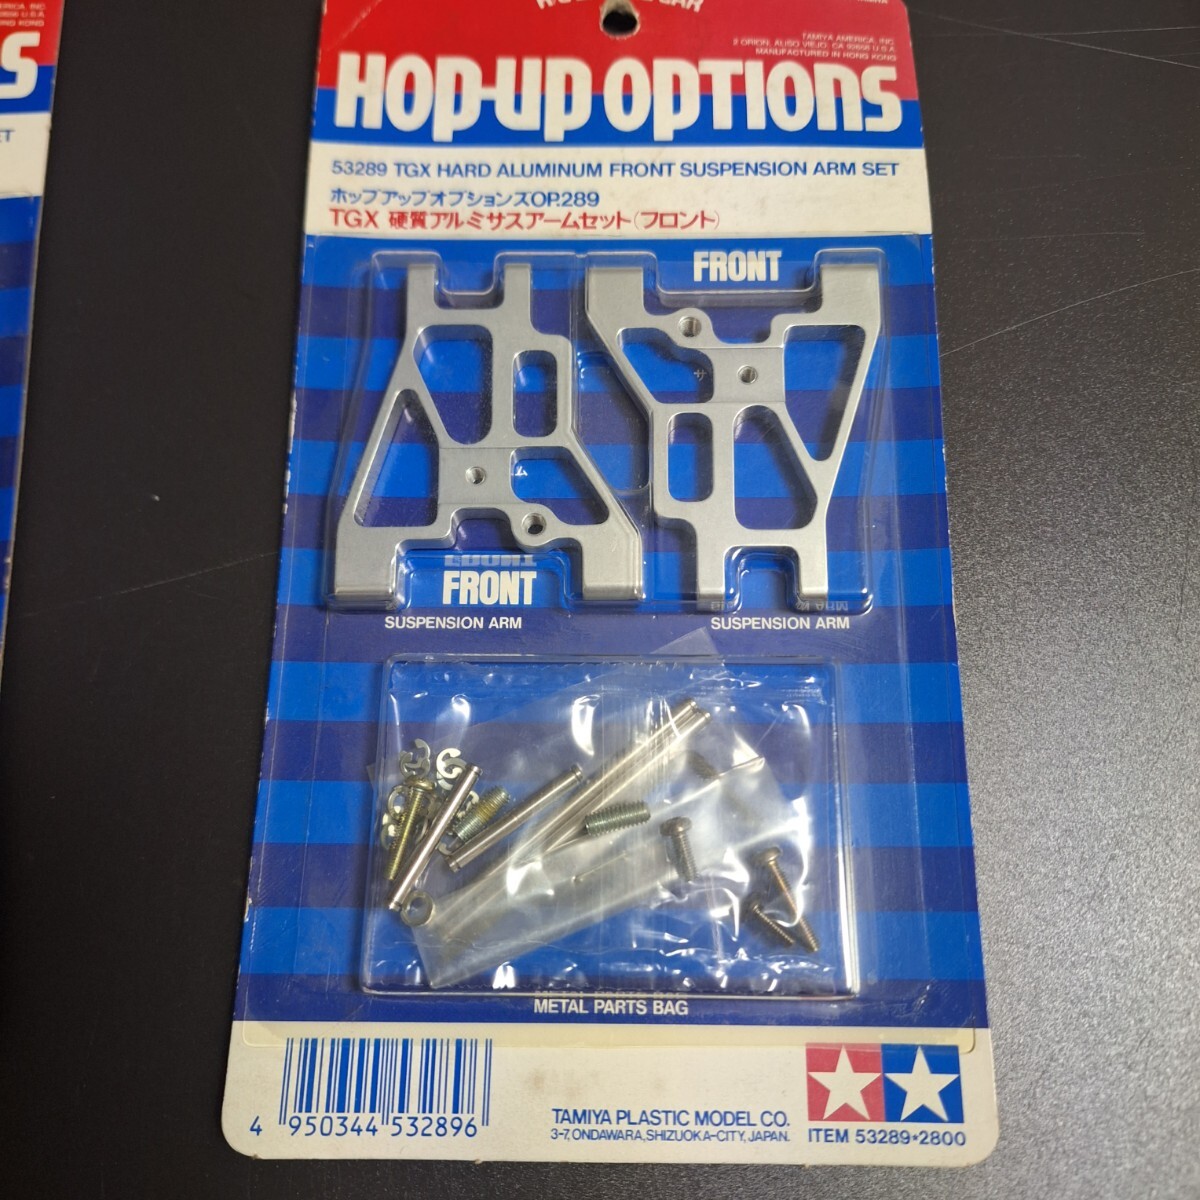 TAMIYA AMERICA, INC.
2 ORION, ALISO VIEJO, CA 92656 U.S.A.
MANUFACTURED IN HONG KONG
HOP-UP OPTIONS
53289 TGX HARD ALUMINUM FRONT SUSPENSION ARM SET
ホップアップオプションズOP.289
TGX 硬質アルミサスアームセット(フロント)
FRONT
FRONT
SUSPENSION ARM
SUSPENSION ARM
METAL PARTS BAG
4 950344 532896
TAMIYA PLASTIC MODEL CO.
3-7, ONDAWARA, SHIZUOKA-CITY, JAPAN.
ITEM 53289*2800
S
ET